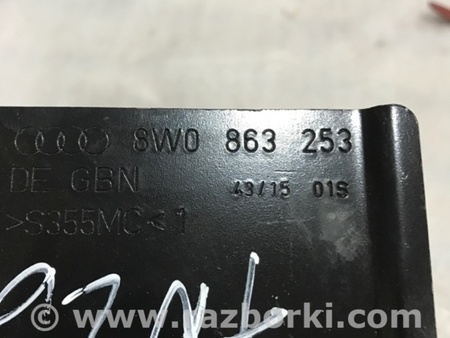 8W0 863 253
DE GBN 43/15 01S
>S355MC< 1
© www.razborki.com